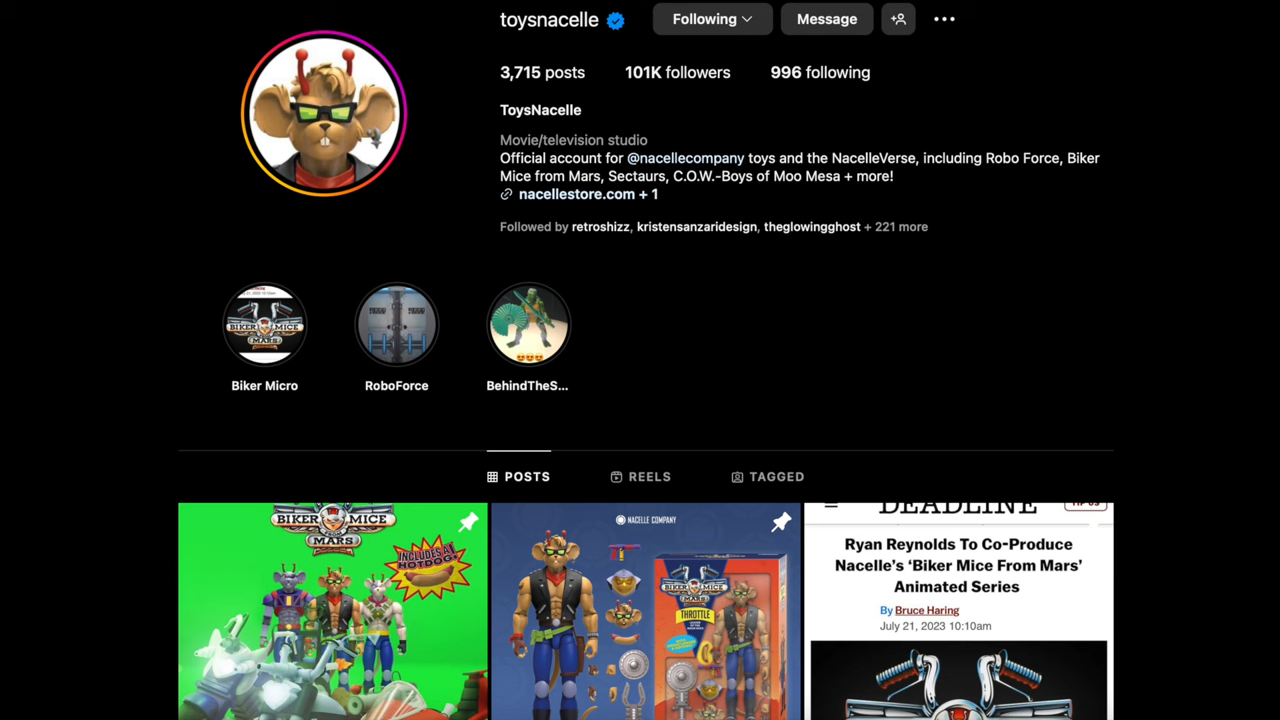 toysnacelle
Following
Message
3,715 posts
101K followers
996 following
ToysNacelle
Movie/television studio
Official account for @nacellecompany toys and the NacelleVerse, including Robo Force, Biker
Mice from Mars, Sectaurs, C.O.W.-Boys of Moo Mesa + more!
nacellestore.com + 1
Followed by retroshizz, kristensanzaridesign, theglowingghost + 221 more
BIKER MICE
MARS
Biker Micro
RoboForce
BehindTheS...
POSTS
REELS
TAGGED
BIKER MICE
FROM
MARS
INCLUDES A
HOTDOG
NACELLE COMPANY
BIKER MICE
MARS
THROTTLE
DEADLINE
Ryan Reynolds To Co-Produce
Nacelle's 'Biker Mice From Mars'
Animated Series
By Bruce Haring
July 21, 2023 10:10am